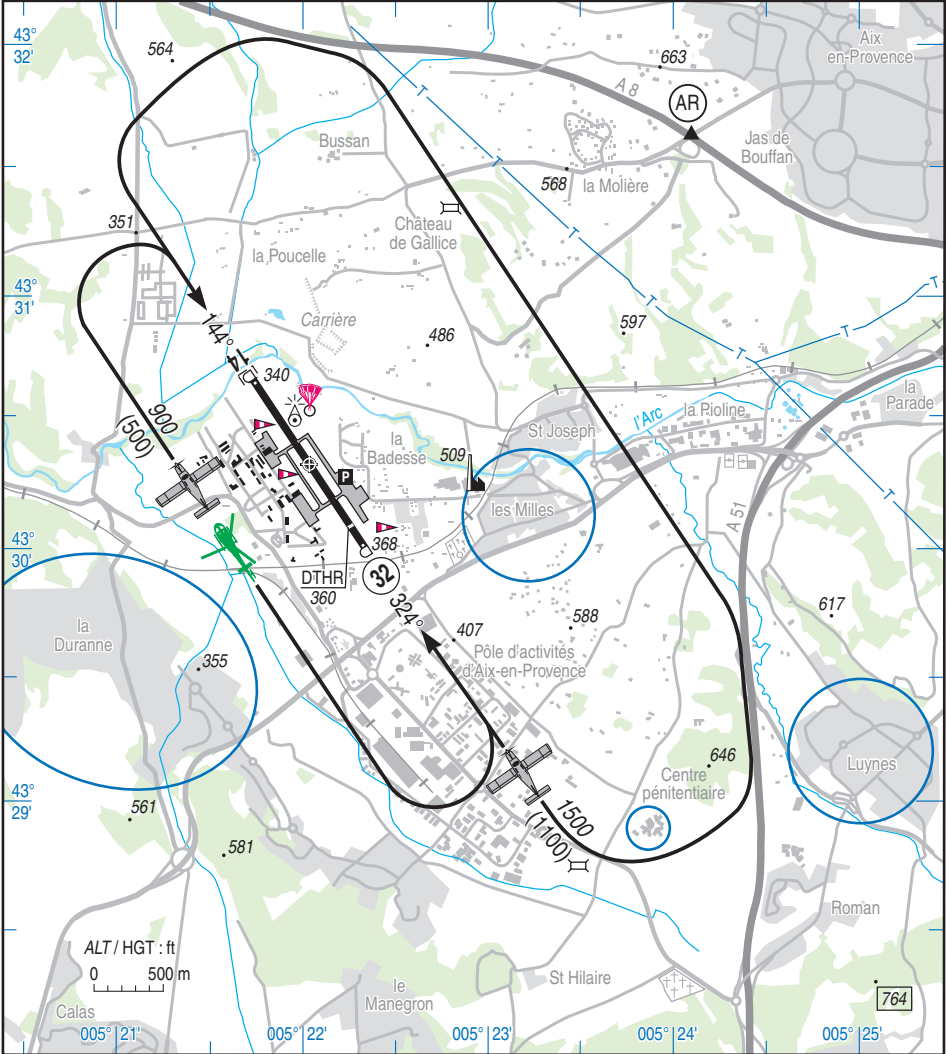 43°
32'
564
663
Aix
en-Provence
A 8
T
AR
Jas de
Bouffan
Bussan
T
568
la Molière
351
Château
de Gallice
T
la Poucelle
43°
31'
T
144°
Carrière
597
486
T
T
340
la
Parade
900
(500)
l'Arc
la Rioline
St Joseph
la
Badesse
509
P
les Milles
T
A 51
43°
30'
368
DTHR
360
32
324°
617
588
407
la
Duranne
Pôle d'activités
d'Aix-en-Provence
355
646
Luynes
Centre
pénitentiaire
43°
29'
561
1500
(1100)
581
Roman
ALT / HGT : ft
0 500 m
St Hilaire
le
Manegron
764
Calas
005° 21' 005° 22' 005° 23' 005° 24' 005° 25'